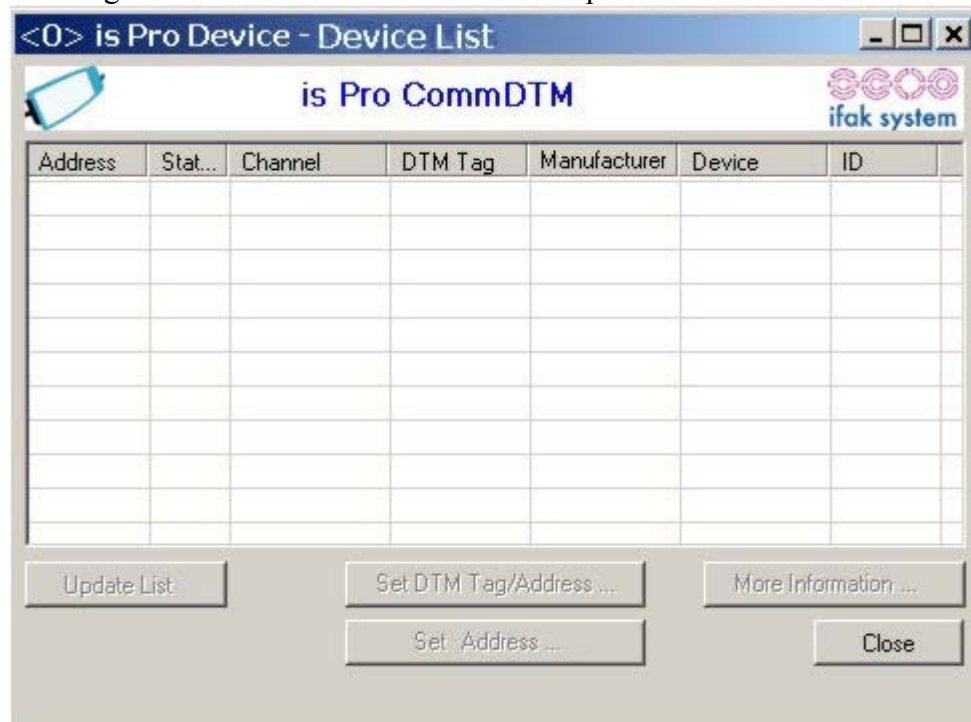 <0> is Pro Device - Device List
is Pro CommDTM
ifak system
Address Stat... Channel DTM Tag Manufacturer Device ID
Update List Set DTM Tag/Address ... More Information ...
Set Address ... Close